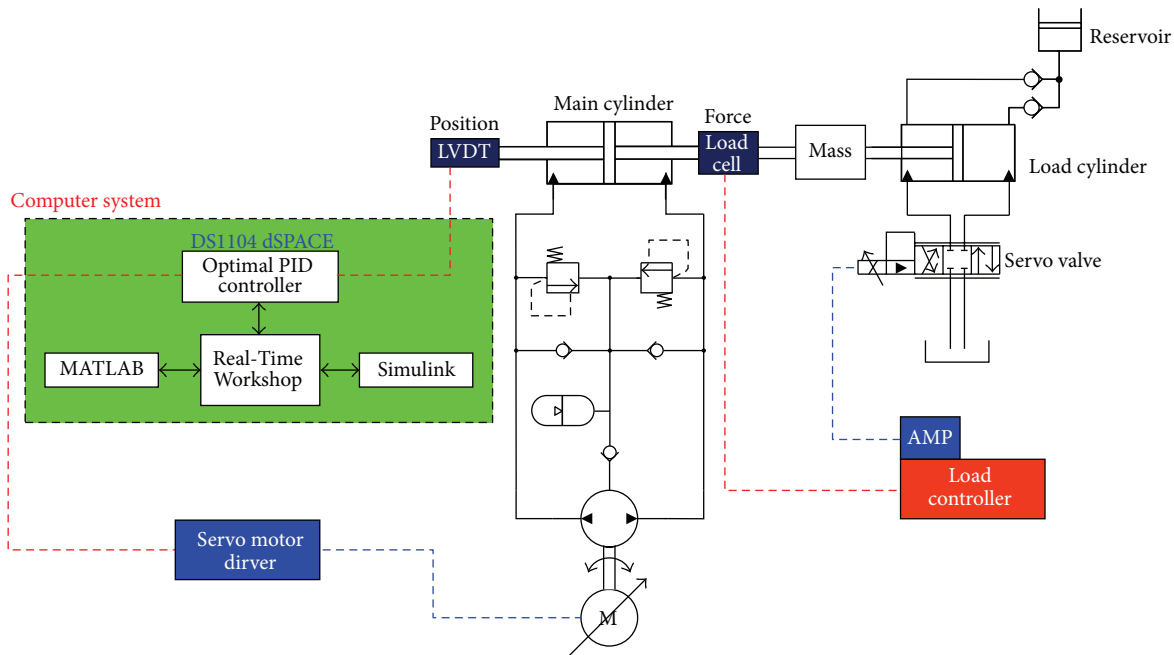 Reservoir
Main cylinder
Position
Force
LVDT
Load
cell
Mass
Load cylinder
Computer system
DS1104 dSPACE
Optimal PID
controller
Servo valve
MATLAB
Real-Time
Workshop
Simulink
AMP
Load
controller
Servo motor
dirver
M